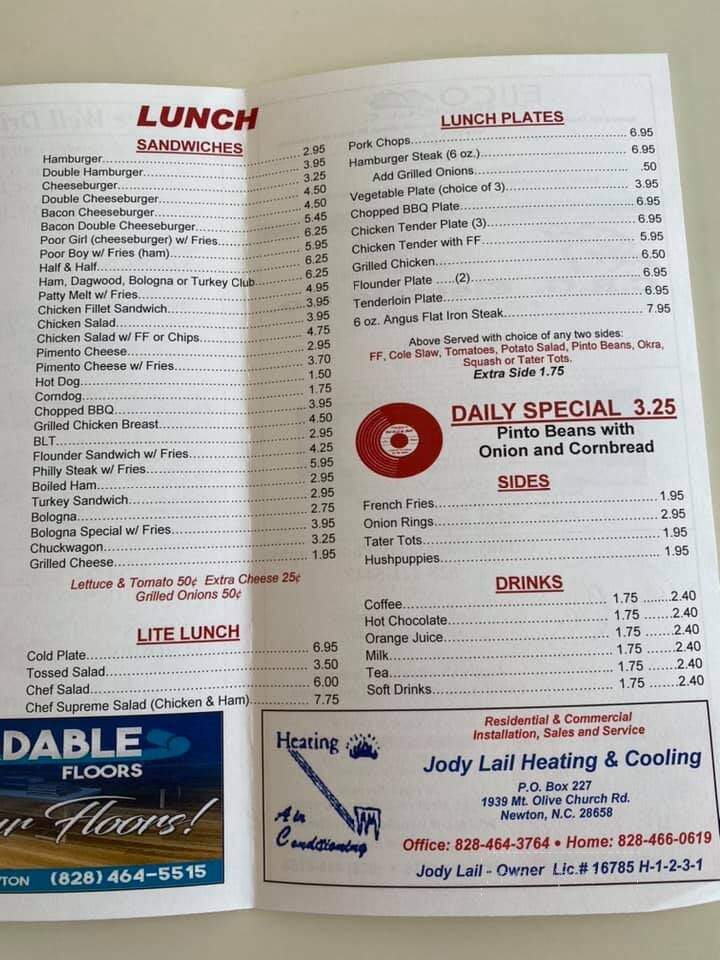 LUNCH
SANDWICHES
Hamburger 2.95
Double Hamburger 3.95
Cheeseburger 3.25
Double Cheeseburger 4.50
Bacon Cheeseburger 4.50
Bacon Double Cheeseburger 5.45
Poor Girl (cheeseburger) w/ Fries 6.25
Poor Boy w/ Fries (ham) 5.95
Half & Half 6.25
Ham, Dagwood, Bologna or Turkey Club 6.25
Patty Melt w/ Fries 4.95
Chicken Fillet Sandwich 3.95
Chicken Salad 3.95
Chicken Salad w/ FF or Chips 4.75
Pimento Cheese 2.95
Pimento Cheese w/ Fries 3.70
Hot Dog 1.50
Corndog 1.75
Chopped BBQ 3.95
Grilled Chicken Breast 4.50
BLT 2.95
Flounder Sandwich w/ Fries 4.25
Philly Steak w/ Fries 5.95
Boiled Ham 2.95
Turkey Sandwich 2.95
Bologna 2.75
Bologna Special w/ Fries 3.95
Chuckwagon 3.25
Grilled Cheese 1.95
Lettuce & Tomato 50¢ Extra Cheese 25¢
Grilled Onions 50¢
LITE LUNCH
Cold Plate 6.95
Tossed Salad 3.50
Chef Salad 6.00
Chef Supreme Salad (Chicken & Ham) 7.75
DABLE
FLOORS
ur Floors!
TON (828) 464-5515
LUNCH PLATES
Pork Chops 6.95
Hamburger Steak (6 oz.) 6.95
Add Grilled Onions .50
Vegetable Plate (choice of 3) 3.95
Chopped BBQ Plate 6.95
Chicken Tender Plate (3) 6.95
Chicken Tender with FF 5.95
Grilled Chicken 6.50
Flounder Plate .....(2) 6.95
Tenderloin Plate 6.95
6 oz. Angus Flat Iron Steak 7.95
Above Served with choice of any two sides:
FF, Cole Slaw, Tomatoes, Potato Salad, Pinto Beans, Okra,
Squash or Tater Tots.
Extra Side 1.75
DAILY SPECIAL 3.25
Pinto Beans with
Onion and Cornbread
SIDES
French Fries 1.95
Onion Rings 2.95
Tater Tots 1.95
Hushpuppies 1.95
DRINKS
Coffee 1.75 ........2.40
Hot Chocolate 1.75 .......2.40
Orange Juice 1.75 .......2.40
Milk 1.75 .......2.40
Tea 1.75 .......2.40
Soft Drinks 1.75 .......2.40
Heating
Air
Conditioning
Residential & Commercial
Installation, Sales and Service
Jody Lail Heating & Cooling
P.O. Box 227
1939 Mt. Olive Church Rd.
Newton, N.C. 28658
Office: 828-464-3764 • Home: 828-466-0619
Jody Lail - Owner Lic.# 16785 H-1-2-3-1